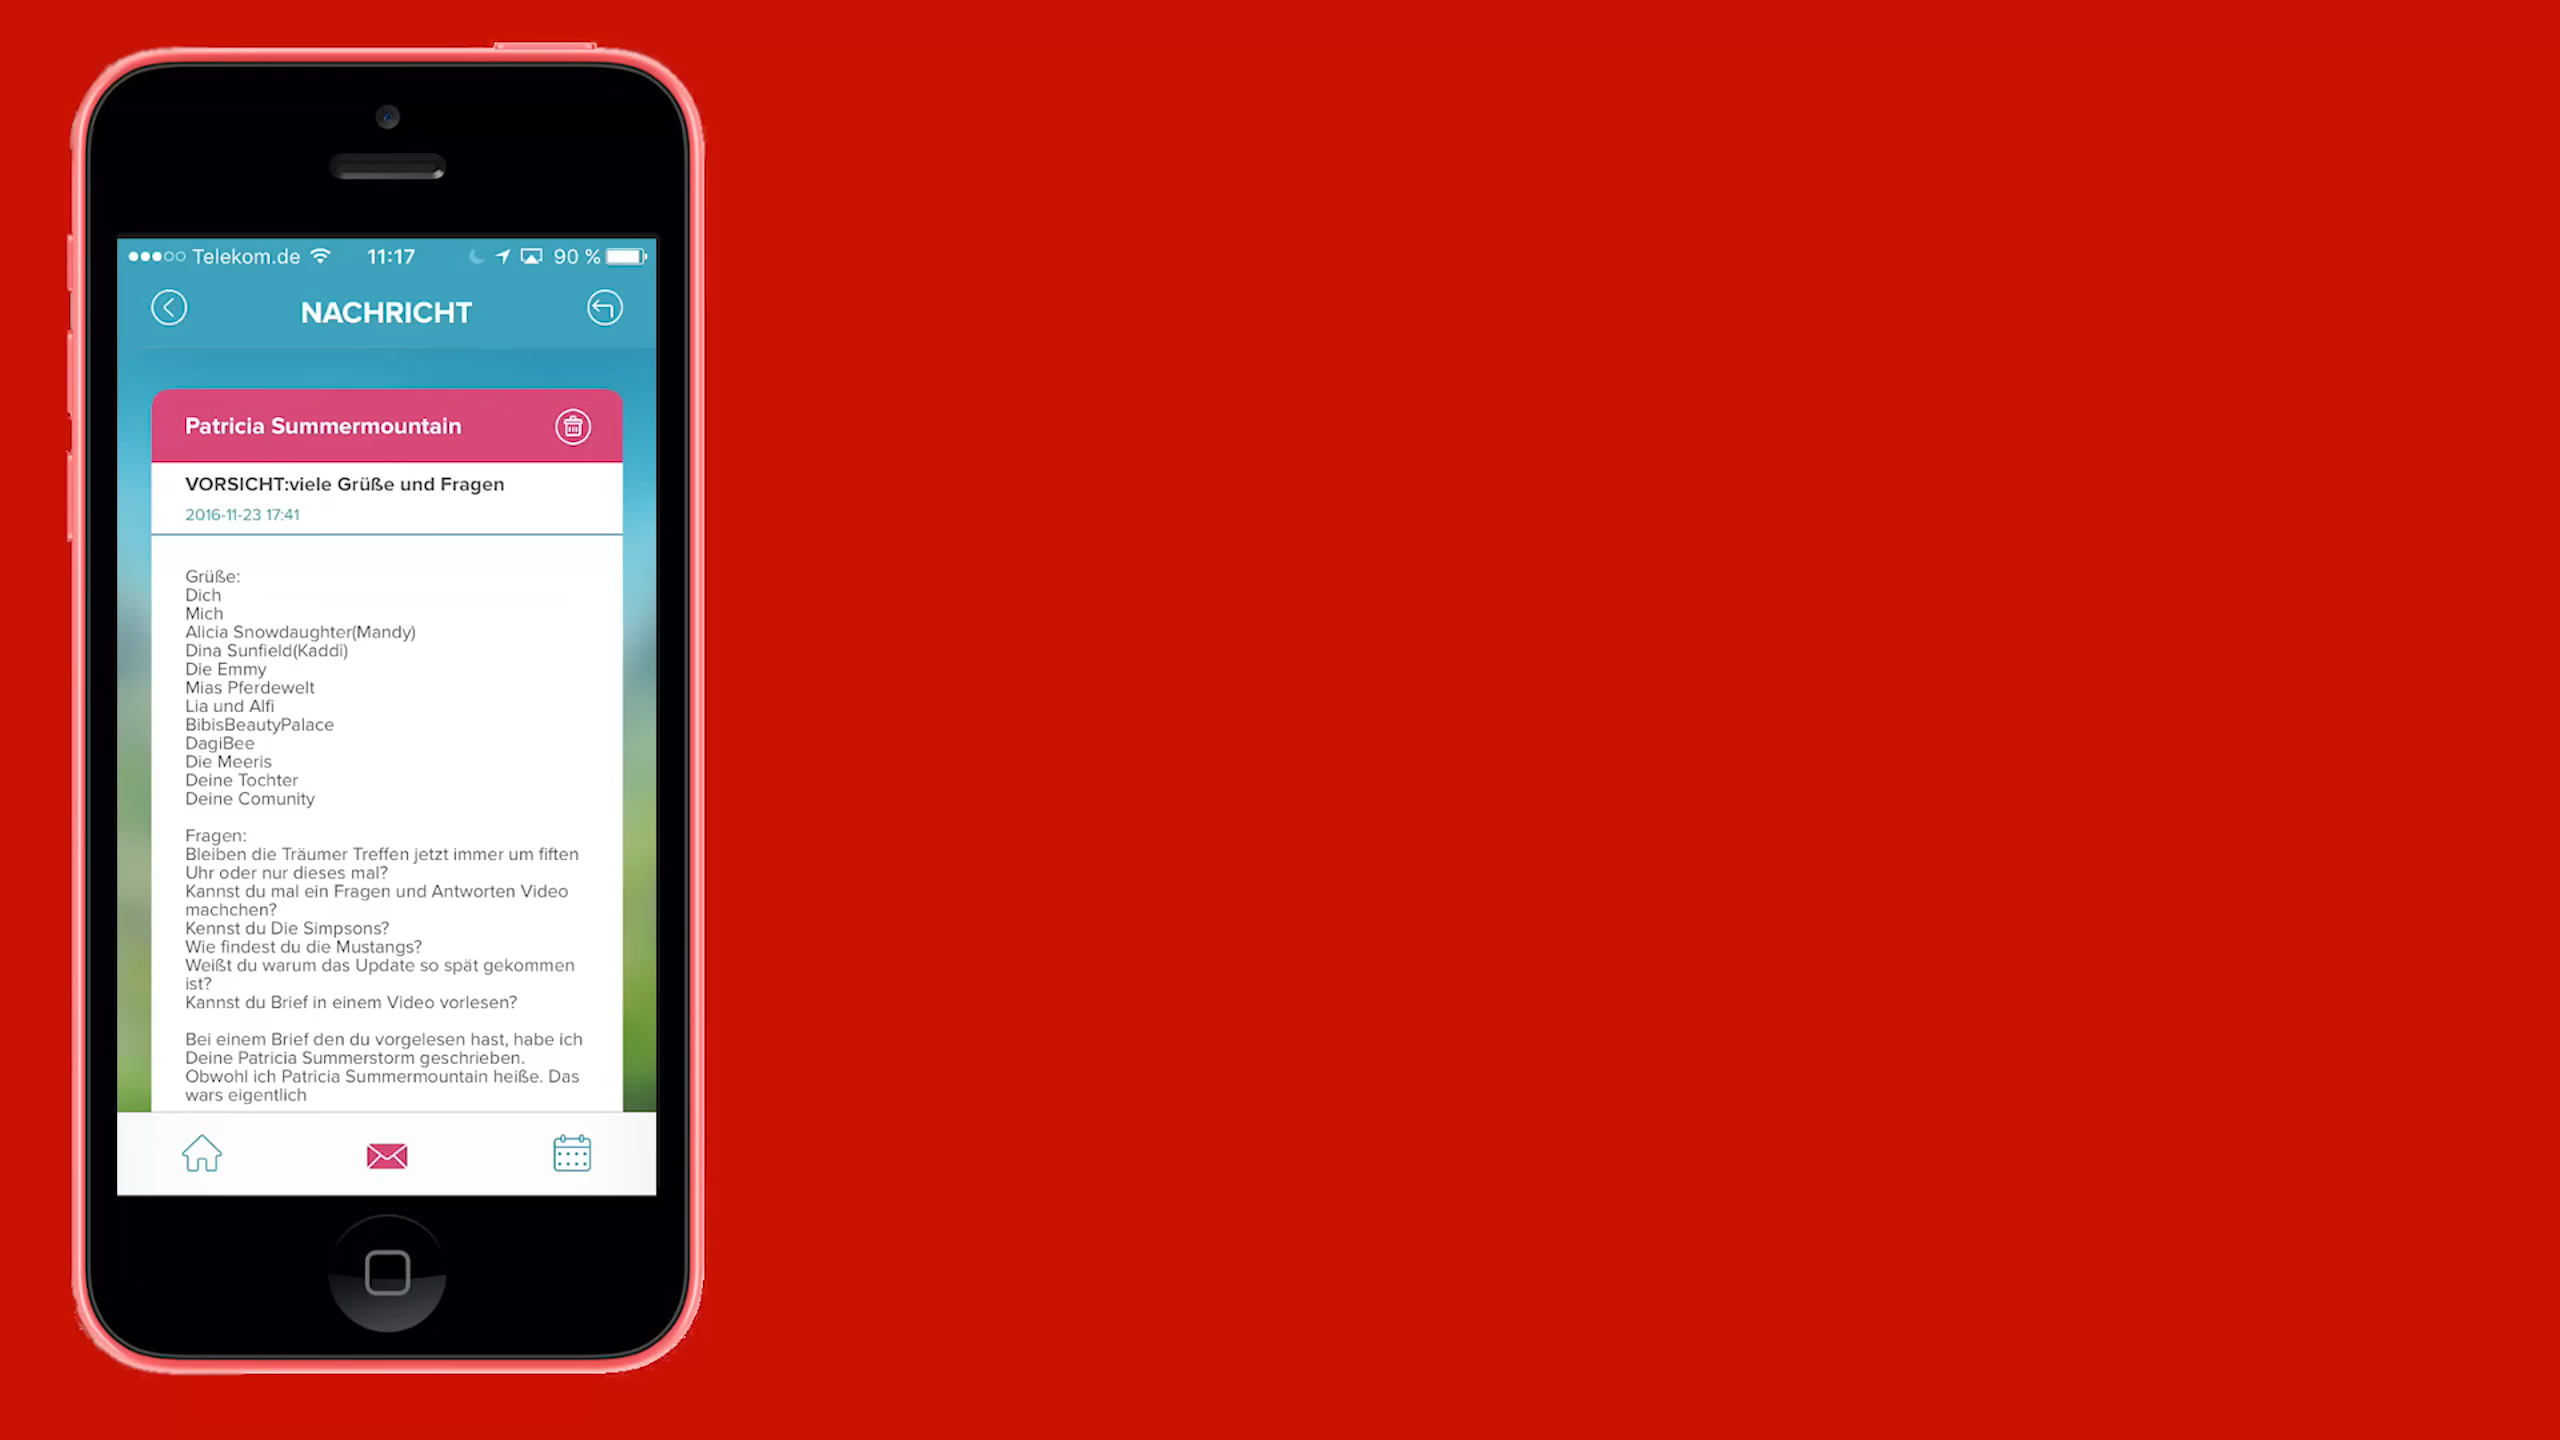 Telekom.de 11:17 90 %
NACHRICHT
Patricia Summermountain
VORSICHT:viele Grüße und Fragen
2016-11-23 17:41
Grüße:
Dich
Mich
Alicia Snowdaughter(Mandy)
Dina Sunfield(Kaddi)
Die Emmy
Mias Pferdewelt
Lia und Alfi
BibisBeautyPalace
DagiBee
Die Meeris
Deine Tochter
Deine Comunity
Fragen:
Bleiben die Träumer Treffen jetzt immer um fiften
Uhr oder nur dieses mal?
Kannst du mal ein Fragen und Antworten Video
machchen?
Kennst du Die Simpsons?
Wie findest du die Mustangs?
Weißt du warum das Update so spät gekommen
ist?
Kannst du Brief in einem Video vorlesen?
Bei einem Brief den du vorgelesen hast, habe ich
Deine Patricia Summerstorm geschrieben.
Obwohl ich Patricia Summermountain heiße. Das
wars eigentlich